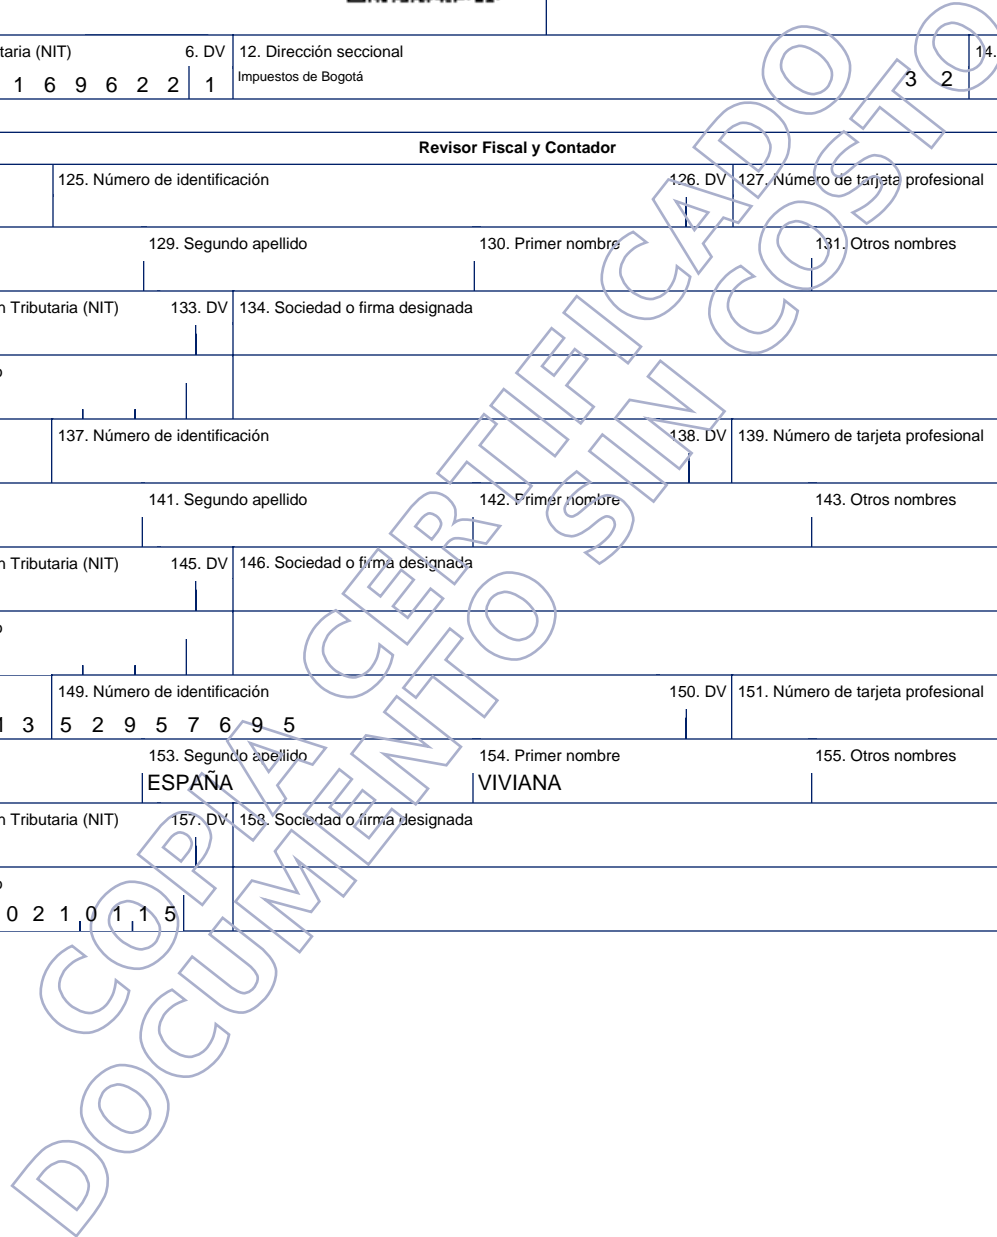 taria (NIT) 6. DV 12. Dirección seccional 14.
1 6 9 6 2 2 1 Impuestos de Bogotá 3 2
Revisor Fiscal y Contador
125. Número de identificación 126. DV 127. Número de tarjeta profesional
129. Segundo apellido 130. Primer nombre 131. Otros nombres
n Tributaria (NIT) 133. DV 134. Sociedad o firma designada
o
137. Número de identificación 138. DV 139. Número de tarjeta profesional
141. Segundo apellido 142. Primer nombre 143. Otros nombres
n Tributaria (NIT) 145. DV 146. Sociedad o firma designada
o
149. Número de identificación 150. DV 151. Número de tarjeta profesional
1 3 5 2 9 5 7 6 9 5
153. Segundo apellido 154. Primer nombre 155. Otros nombres
ESPAÑA VIVIANA
n Tributaria (NIT) 157. DV 158. Sociedad o firma designada
o
0 2 1 0 1 1 5
COPIA CERTIFICADO
DOCUMENTO SIN COSTO